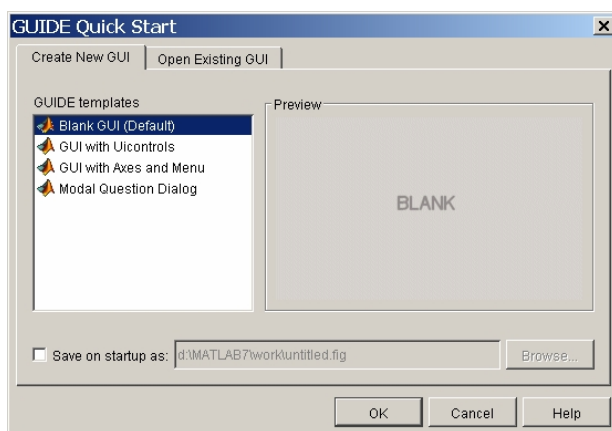 GUIDE Quick Start
Create New GUI
Open Existing GUI
GUIDE templates
Blank GUI (Default)
GUI with Uicontrols
GUI with Axes and Menu
Modal Question Dialog
Preview
BLANK
Save on startup as:
d:\MATLAB7\work\untitled.fig
Browse...
OK
Cancel
Help